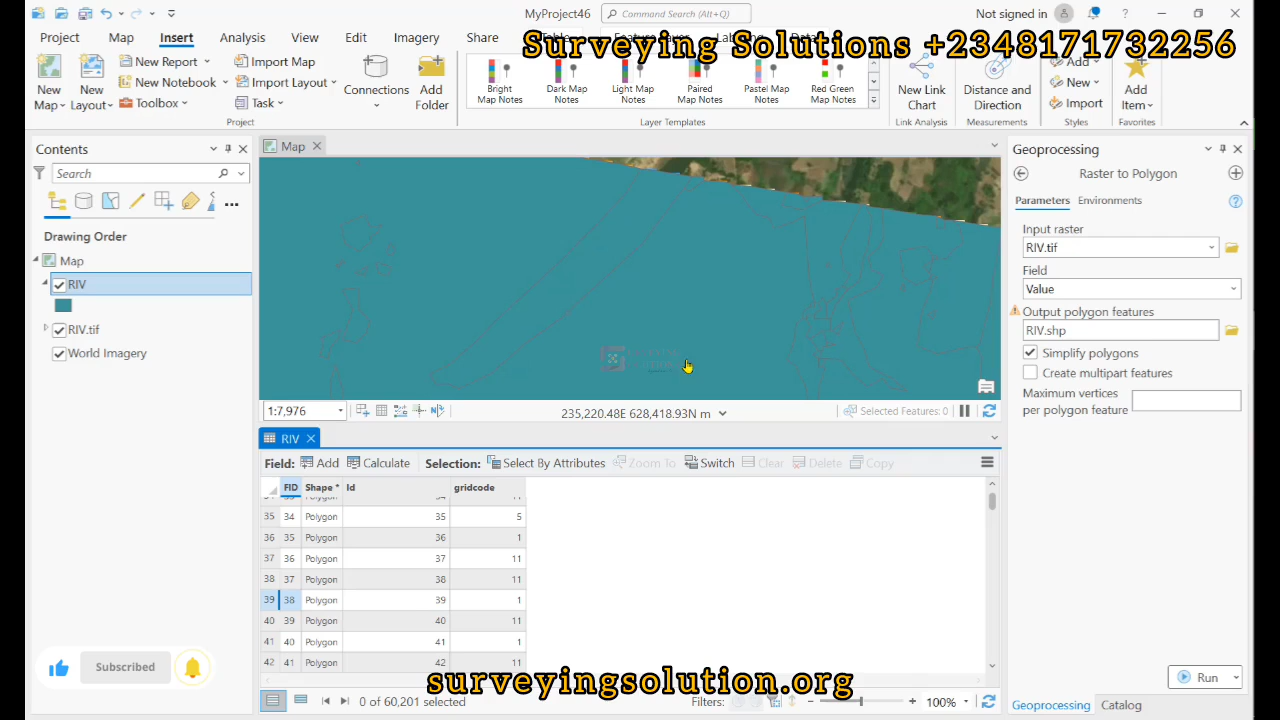 MyProject46
Command Search (Alt+Q)
Not signed in
Project
Map
Insert
Analysis
View
Edit
Imagery
Share
Surveying Solutions +2348171732256
New Map
New Layout
New Report
New Notebook
Toolbox
Import Map
Import Layout
Task
Connections
Add Folder
Project
Bright Map Notes
Dark Map Notes
Light Map Notes
Paired Map Notes
Pastel Map Notes
Red Green Map Notes
Layer Templates
New Link Chart
Link Analysis
Distance and Direction
Measurements
Add
New
Import
Styles
Add Item
Favorites
Contents
Search
Drawing Order
Map
RIV
RIV.tif
World Imagery
Subscribed
Map
1:7,976
235,220.48E 628,418.93N m
Selected Features: 0
RIV
Field:
Add
Calculate
Selection:
Select By Attributes
Zoom To
Switch
Clear
Delete
Copy
FID Shape * Id gridcode
35 34 Polygon 35 5
36 35 Polygon 36 1
37 36 Polygon 37 11
38 37 Polygon 38 11
39 38 Polygon 39 1
40 39 Polygon 40 11
41 40 Polygon 41 1
42 41 Polygon 42 11
surveyingsolution.org
0 of 60,201 selected
Filters:
100%
Geoprocessing
Raster to Polygon
Parameters
Environments
Input raster
RIV.tif
Field
Value
Output polygon features
RIV.shp
Simplify polygons
Create multipart features
Maximum vertices
per polygon feature
Run
Geoprocessing
Catalog